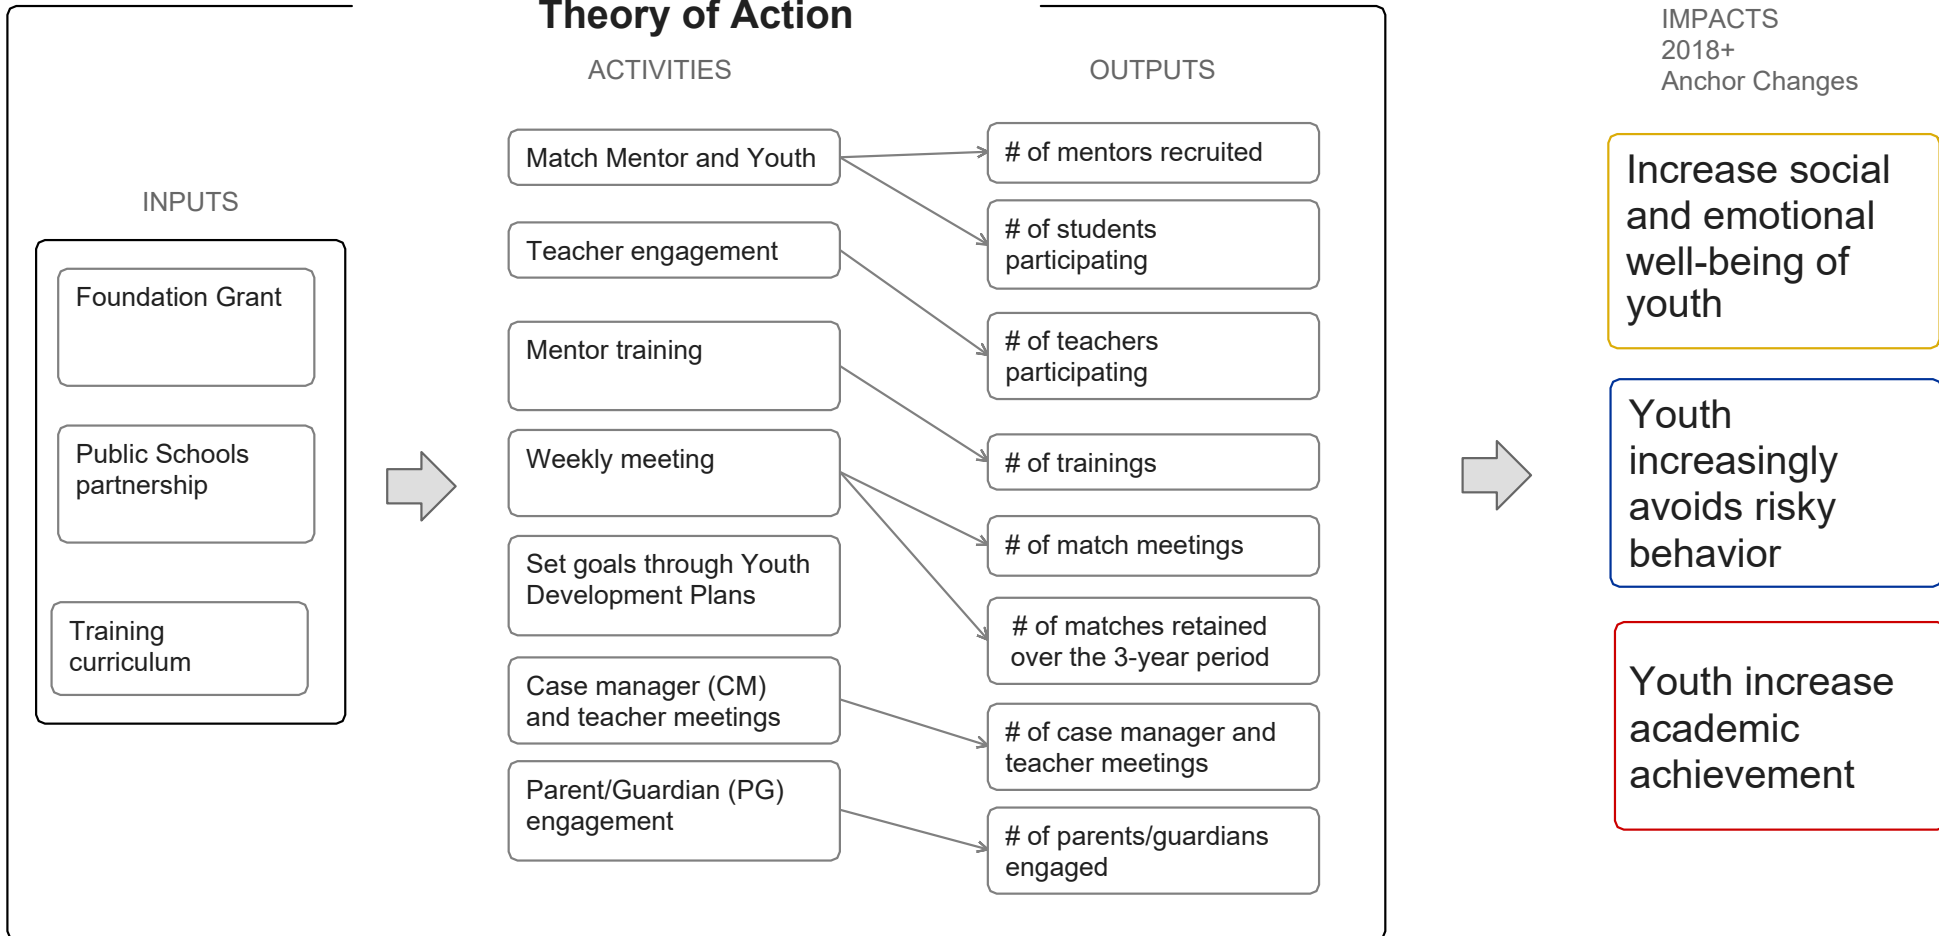 Theory of Action
INPUTS
Foundation Grant
Public Schools
partnership
Training
curriculum
ACTIVITIES
Match Mentor and Youth
Teacher engagement
Mentor training
Weekly meeting
Set goals through Youth
Development Plans
Case manager (CM)
and teacher meetings
Parent/Guardian (PG)
engagement
OUTPUTS
# of mentors recruited
# of students
participating
# of teachers
participating
# of trainings
# of match meetings
# of matches retained
over the 3-year period
# of case manager and
teacher meetings
# of parents/guardians
engaged
IMPACTS
2018+
Anchor Changes
Increase social
and emotional
well-being of
youth
Youth
increasingly
avoids risky
behavior
Youth increase
academic
achievement